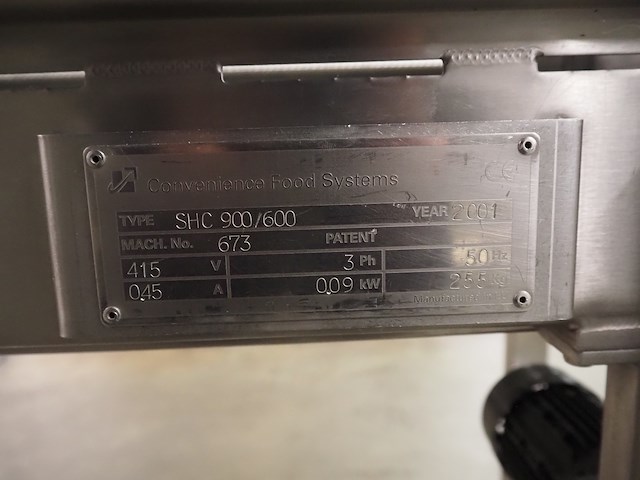 Convenience Food Systems CE
TYPE SHC 900/600 YEAR 2001
MACH. No. 673 PATENT
415 V 3 Ph 50 Hz
0.45 A 0.09 kW 255 kg